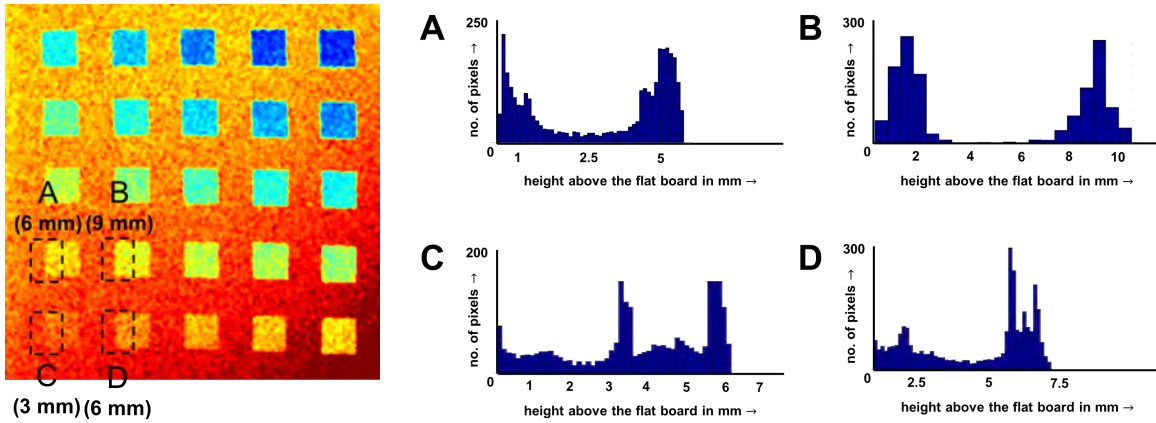 A
B
(6 mm)
(9 mm)
C
D
(3 mm)
(6 mm)
A
250
no. of pixels →
0
1
2.5
5
height above the flat board in mm →
B
300
no. of pixels →
0
2
4
6
8
10
height above the flat board in mm →
C
200
no. of pixels →
0
1
2
3
4
5
6
7
height above the flat board in mm →
D
300
no. of pixels →
0
2.5
5
7.5
height above the flat board in mm →